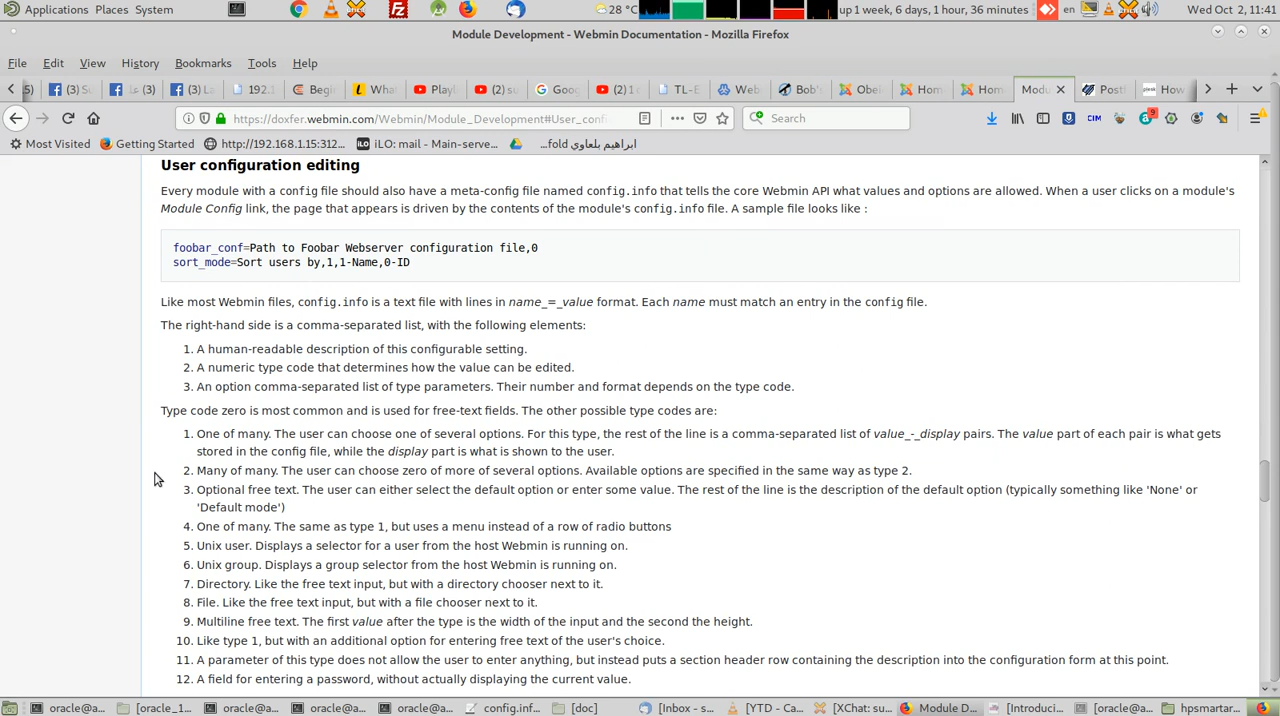 Applications Places System
28 °C
up 1 week, 6 days, 1 hour, 36 minutes
en
Wed Oct 2, 11:41
Module Development - Webmin Documentation - Mozilla Firefox
File Edit View History Bookmarks Tools Help
(3) (3) (3) 192.1 Begi Wha Playl (2) su Goo (2) TL-E Web Bob's Obel Hom Hom Modu Post How
https://doxfer.webmin.com/Webmin/Module_Development#User_conf
Search
CIM
9
Most Visited Getting Started http://192.168.1.15:312... iLO: mail - Main-serve... ...fold ابراهيم بلعاوي
User configuration editing
Every module with a config file should also have a meta-config file named config.info that tells the core Webmin API what values and options are allowed. When a user clicks on a module's
Module Config link, the page that appears is driven by the contents of the module's config.info file. A sample file looks like :
foobar_conf=Path to Foobar Webserver configuration file,0
sort_mode=Sort users by,1,1-Name,0-ID
Like most Webmin files, config.info is a text file with lines in name_=_value format. Each name must match an entry in the config file.
The right-hand side is a comma-separated list, with the following elements:
1. A human-readable description of this configurable setting.
2. A numeric type code that determines how the value can be edited.
3. An option comma-separated list of type parameters. Their number and format depends on the type code.
Type code zero is most common and is used for free-text fields. The other possible type codes are:
1. One of many. The user can choose one of several options. For this type, the rest of the line is a comma-separated list of value_-_display pairs. The value part of each pair is what gets
stored in the config file, while the display part is what is shown to the user.
2. Many of many. The user can choose zero of more of several options. Available options are specified in the same way as type 2.
3. Optional free text. The user can either select the default option or enter some value. The rest of the line is the description of the default option (typically something like 'None' or
'Default mode')
4. One of many. The same as type 1, but uses a menu instead of a row of radio buttons
5. Unix user. Displays a selector for a user from the host Webmin is running on.
6. Unix group. Displays a group selector from the host Webmin is running on.
7. Directory. Like the free text input, but with a directory chooser next to it.
8. File. Like the free text input, but with a file chooser next to it.
9. Multiline free text. The first value after the type is the width of the input and the second the height.
10. Like type 1, but with an additional option for entering free text of the user's choice.
11. A parameter of this type does not allow the user to enter anything, but instead puts a section header row containing the description into the configuration form at this point.
12. A field for entering a password, without actually displaying the current value.
oracle@a... [oracle_1... oracle@a... oracle@a... oracle@a... config.inf... [doc] [Inbox - s... [YTD - Ca... [XChat: su... Module D... [Introduci... [oracle@a... hpsmartar...